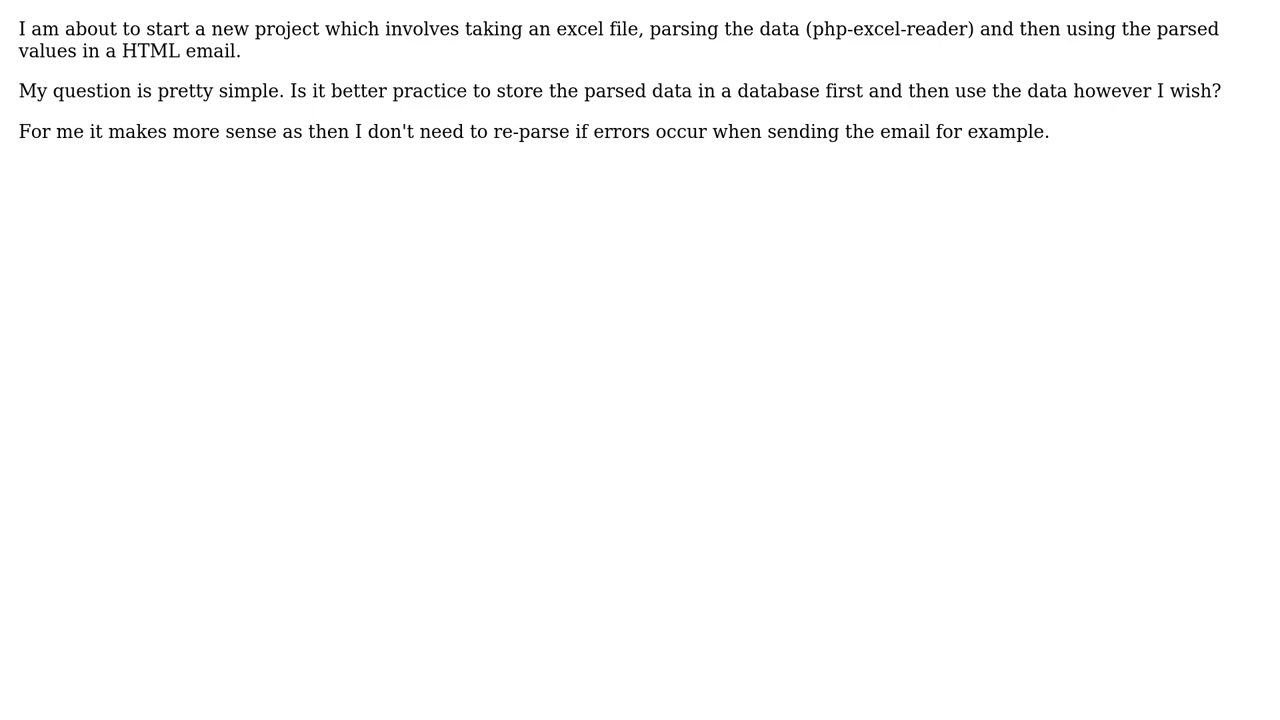 I am about to start a new project which involves taking an excel file, parsing the data (php-excel-reader) and then using the parsed
values in a HTML email.
My question is pretty simple. Is it better practice to store the parsed data in a database first and then use the data however I wish?
For me it makes more sense as then I don't need to re-parse if errors occur when sending the email for example.